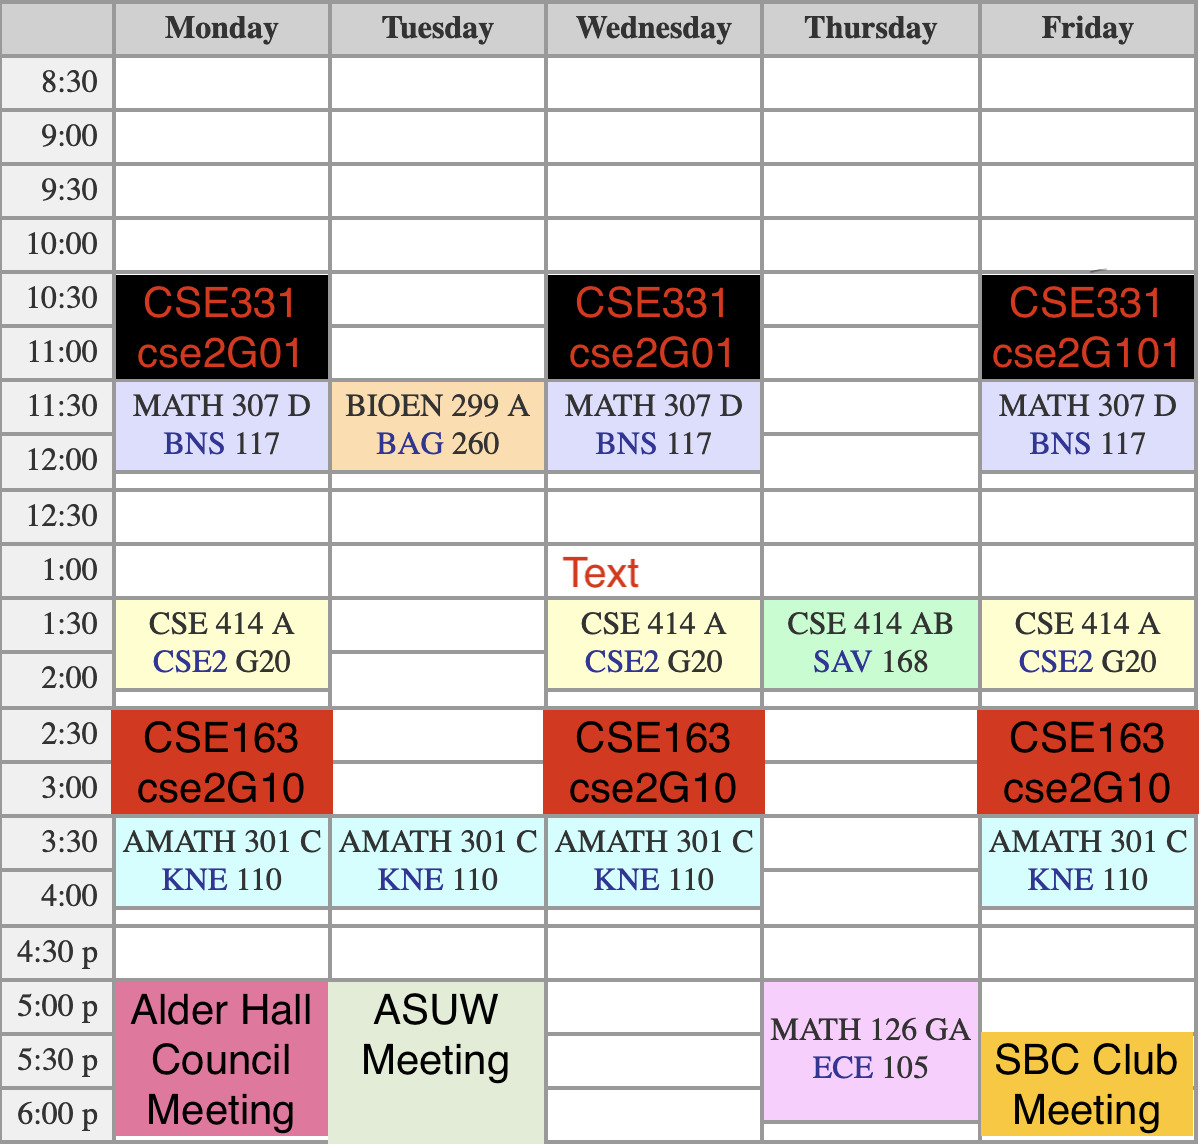 Monday Tuesday Wednesday Thursday Friday
8:30
9:00
9:30
10:00
10:30 CSE331 CSE331 CSE331
11:00 cse2G01 cse2G01 cse2G101
11:30 MATH 307 D BIOEN 299 A MATH 307 D MATH 307 D
BNS 117 BAG 260 BNS 117 BNS 117
12:00
12:30
1:00 Text
1:30 CSE 414 A CSE 414 A CSE 414 AB CSE 414 A
CSE2 G20 CSE2 G20 SAV 168 CSE2 G20
2:00
2:30 CSE163 CSE163 CSE163
3:00 cse2G10 cse2G10 cse2G10
3:30 AMATH 301 C AMATH 301 C AMATH 301 C AMATH 301 C
KNE 110 KNE 110 KNE 110 KNE 110
4:00
4:30 p
5:00 p Alder Hall ASUW
MATH 126 GA
5:30 p Council Meeting ECE 105 SBC Club
6:00 p Meeting Meeting